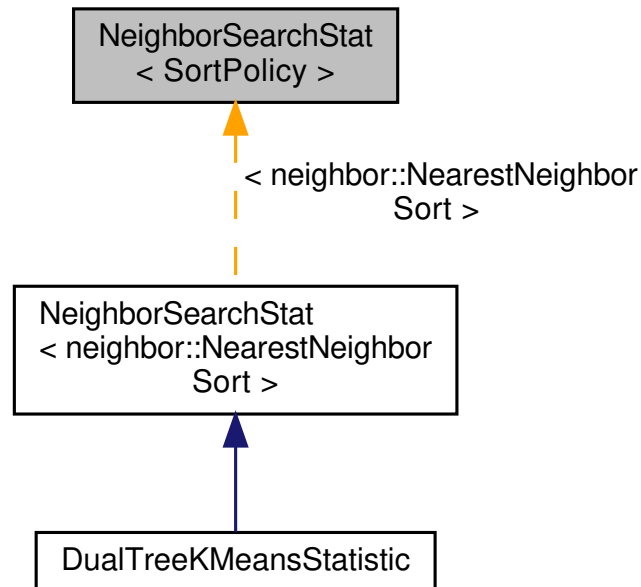 NeighborSearchStat
< SortPolicy >
< neighbor::NearestNeighbor
Sort >
NeighborSearchStat
< neighbor::NearestNeighbor
Sort >
DualTreeKMeansStatistic